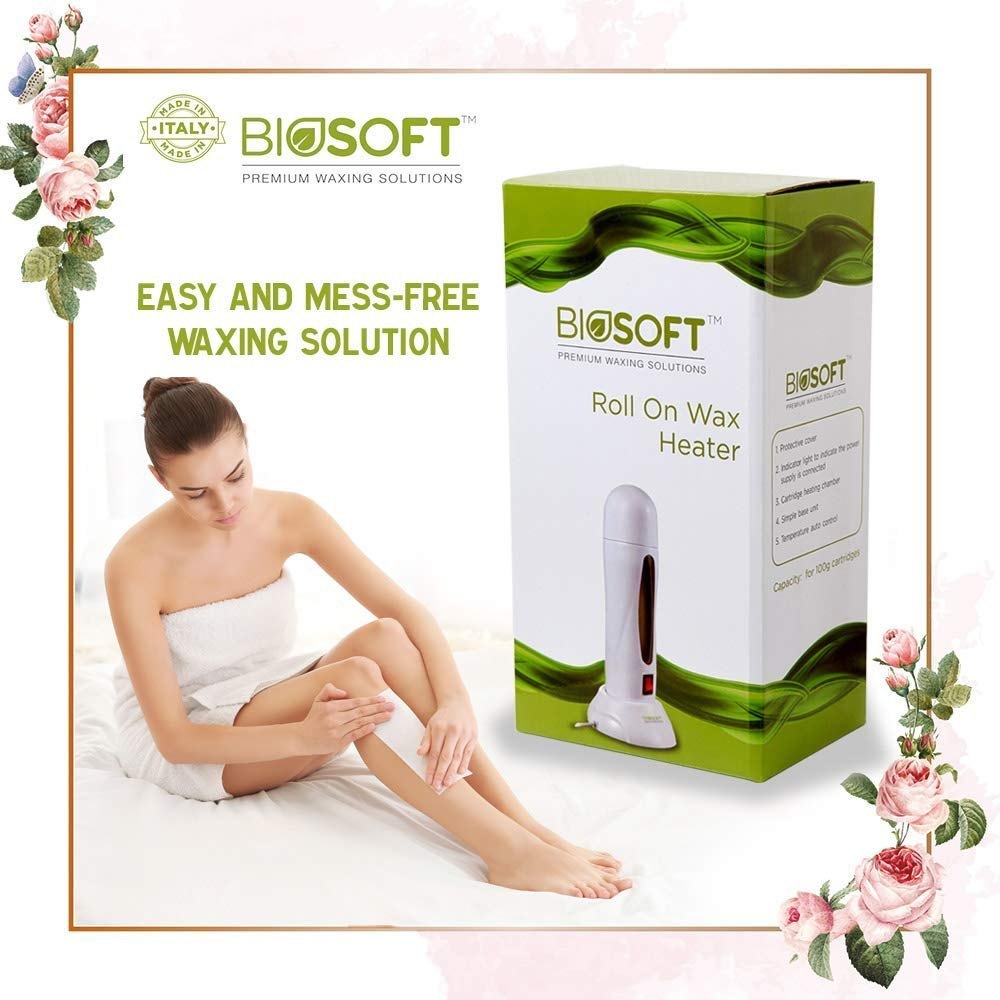 MADE IN
ITALY
MADE IN
BIOSOFT™
PREMIUM WAXING SOLUTIONS
EASY AND MESS-FREE
WAXING SOLUTION
BIOSOFT™
PREMIUM WAXING SOLUTIONS
Roll On Wax
Heater
BIOSOFT™
PREMIUM WAXING SOLUTIONS
1. Protective cover
2. Indicator light to indicate the power
supply is connected
3. Cartridge heating chamber
4. Simple base unit
5. Temperature auto control
Capacity: for 100g cartridges